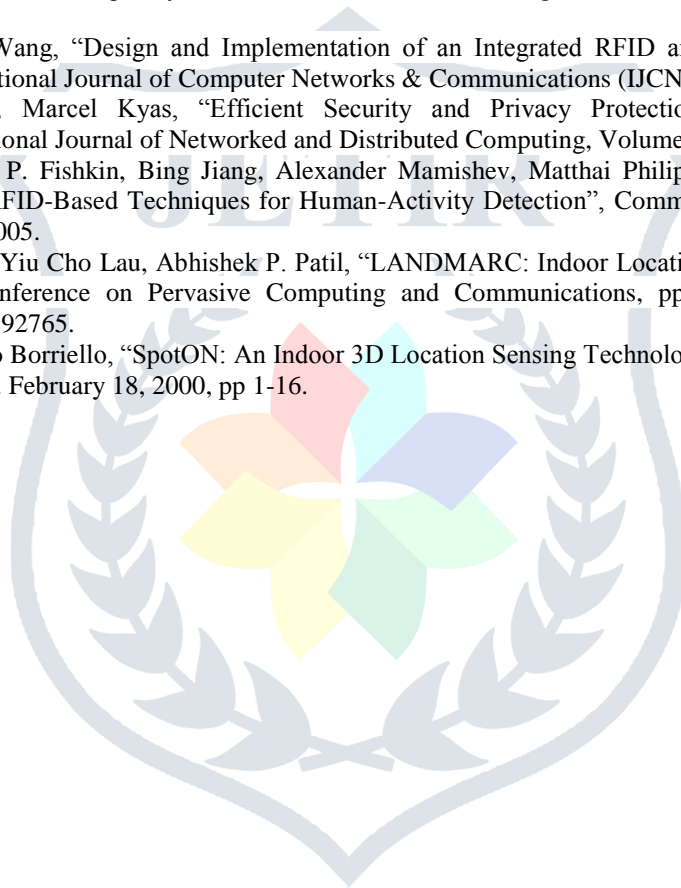 Wang, “Design and Implementation of an Integrated RFID
tional Journal of Computer Networks & Communications (IJCN
, Marcel Kyas, “Efficient Security and Privacy Protectio
onal Journal of Networked and Distributed Computing, Volume
P. Fishkin, Bing Jiang, Alexander Mamishev, Matthai Philip
FID-Based Techniques for Human-Activity Detection”, Comm
005.
Yiu Cho Lau, Abhishek P. Patil, “LANDMARC: Indoor Locati
onference on Pervasive Computing and Communications, pp
92765.
o Borriello, “SpotON: An Indoor 3D Location Sensing Technolo
. February 18, 2000, pp 1-16.
JETIR